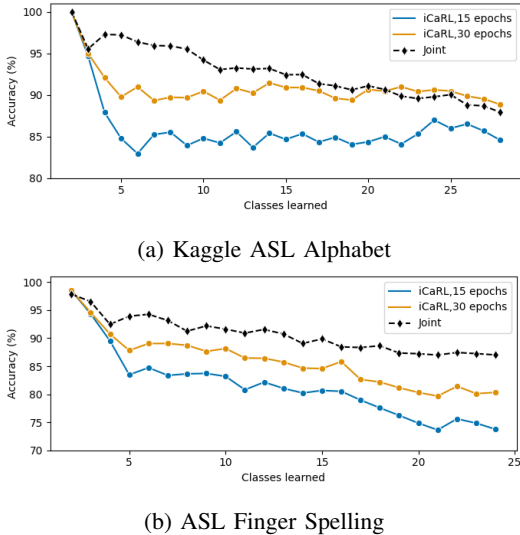 100
95
90
85
80
Accuracy (%)
iCaRL,15 epochs
iCaRL,30 epochs
Joint
5
10
15
20
25
Classes learned
(a) Kaggle ASL Alphabet
100
95
90
85
80
75
70
Accuracy (%)
iCaRL,15 epochs
iCaRL,30 epochs
Joint
5
10
15
20
25
Classes learned
(b) ASL Finger Spelling